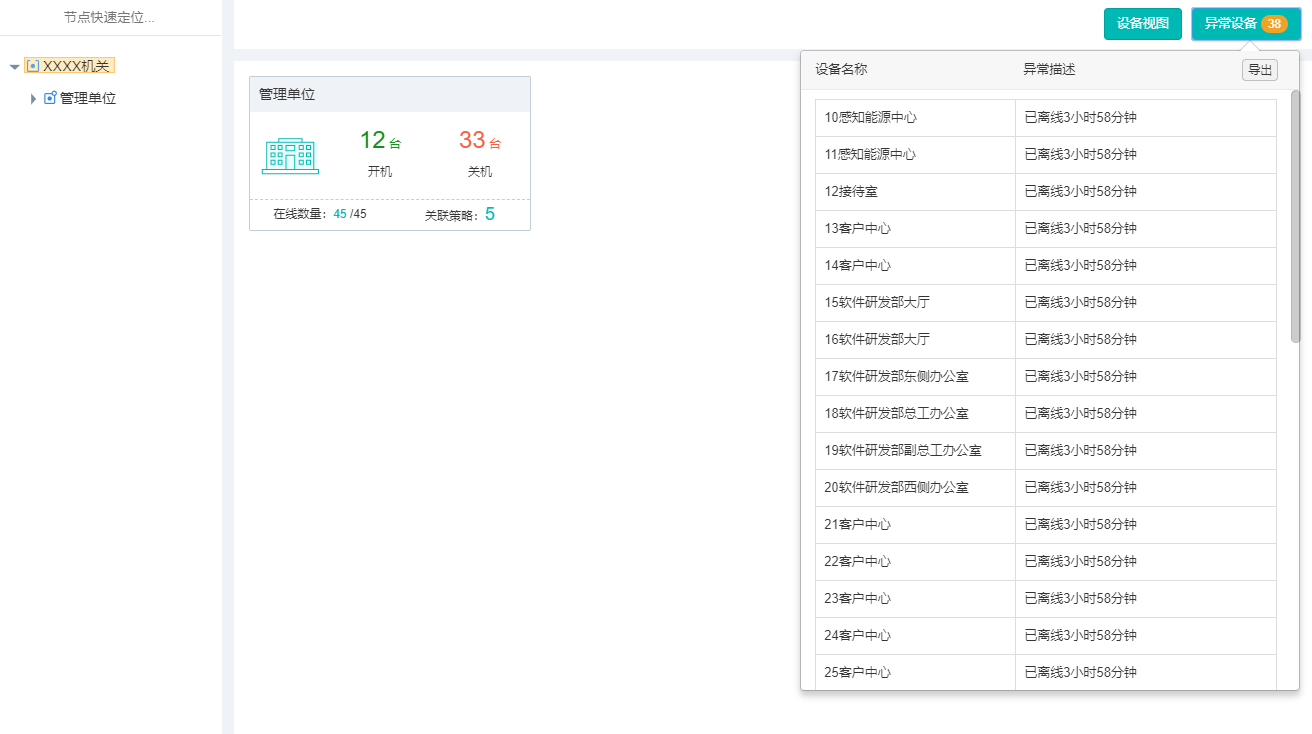 节点快速定位...
XXXX机关
管理单位
设备视图
异常设备 38
管理单位
12 台
33 台
开机
关机
在线数量: 45 /45
关联策略: 5
设备名称 异常描述 导出
10感知能源中心 已离线3小时58分钟
11感知能源中心 已离线3小时58分钟
12接待室 已离线3小时58分钟
13客户中心 已离线3小时58分钟
14客户中心 已离线3小时58分钟
15软件研发部大厅 已离线3小时58分钟
16软件研发部大厅 已离线3小时58分钟
17软件研发部东侧办公室 已离线3小时58分钟
18软件研发部总工办公室 已离线3小时58分钟
19软件研发部副总工办公室 已离线3小时58分钟
20软件研发部西侧办公室 已离线3小时58分钟
21客户中心 已离线3小时58分钟
22客户中心 已离线3小时58分钟
23客户中心 已离线3小时58分钟
24客户中心 已离线3小时58分钟
25客户中心 已离线3小时58分钟